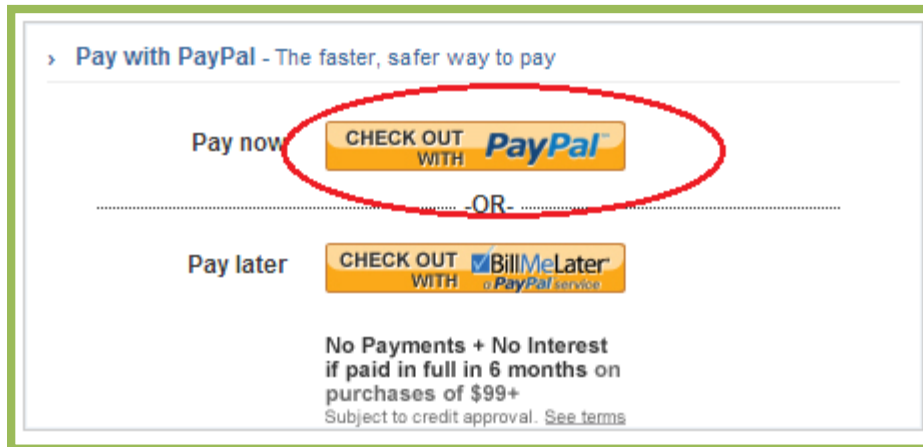 › Pay with PayPal - The faster, safer way to pay
Pay now
CHECK OUT WITH PayPal™
-OR-
Pay later
CHECK OUT WITH BillMeLater®
a PayPal service
No Payments + No Interest
if paid in full in 6 months on
purchases of $99+
Subject to credit approval. See terms